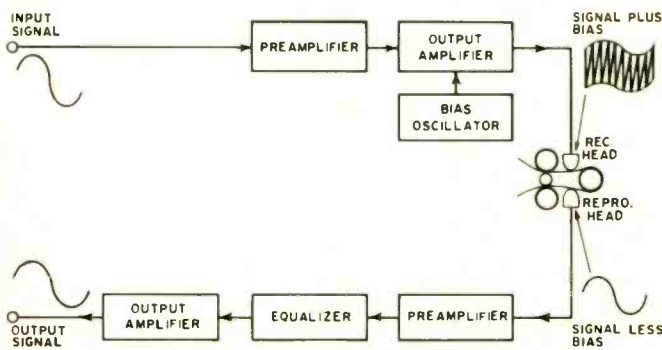 INPUT
SIGNAL
PREAMPLIFIER
OUTPUT
AMPLIFIER
SIGNAL PLUS
BIAS
BIAS
OSCILLATOR
REC.
HEAD
REPRO.
HEAD
OUTPUT
SIGNAL
OUTPUT
AMPLIFIER
EQUALIZER
PREAMPLIFIER
SIGNAL LESS
BIAS